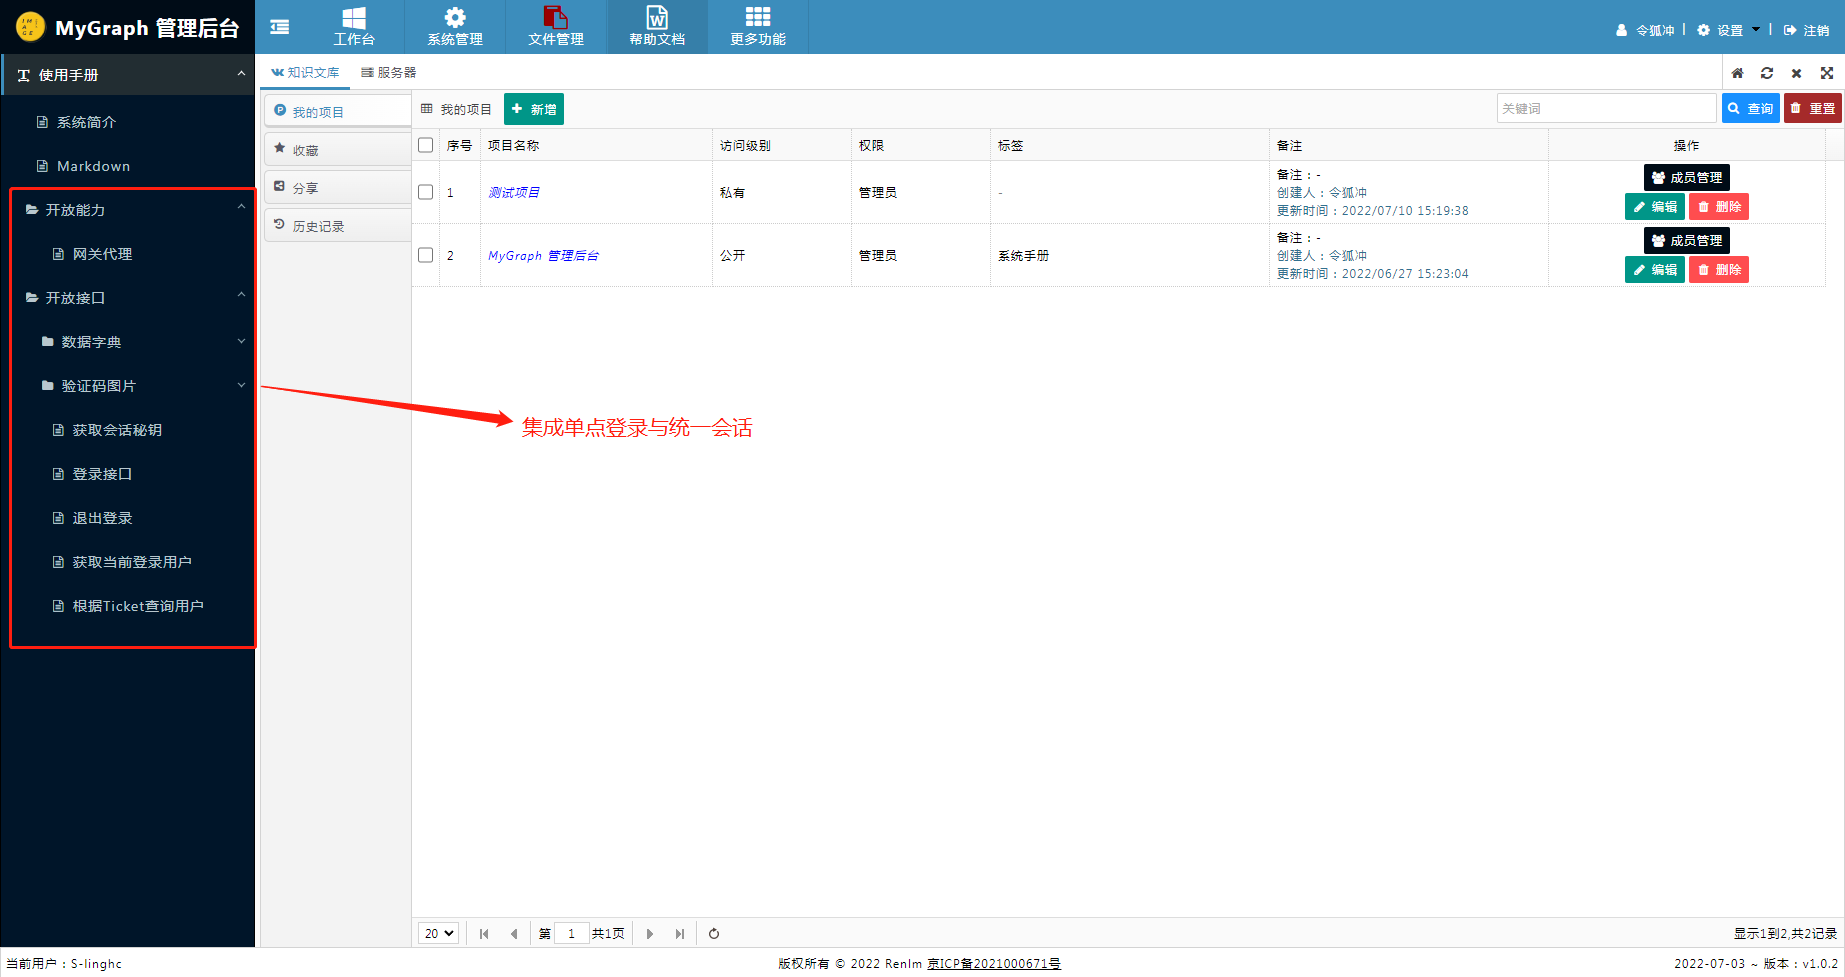 MyGraph 管理后台
工作台
系统管理
文件管理
帮助文档
更多功能
令狐冲
设置
注销
使用手册
系统简介
Markdown
开放能力
网关代理
开放接口
数据字典
验证码图片
获取会话秘钥
登录接口
退出登录
获取当前登录用户
根据Ticket查询用户
知识文库
服务器
我的项目
收藏
分享
历史记录
我的项目
新增
关键词
查询
重置
序号 项目名称 访问级别 权限 标签 备注 操作
1 测试项目 私有 管理员 -
备注：-
创建人：令狐冲
更新时间：2022/07/10 15:19:38
成员管理
编辑 删除
2 MyGraph 管理后台 公开 管理员 系统手册
备注：-
创建人：令狐冲
更新时间：2022/06/27 15:23:04
成员管理
编辑 删除
集成单点登录与统一会话
20 第 1 共1页
显示1到2,共2记录
当前用户：S-linghc
版权所有 © 2022 Renlm 京ICP备2021000671号
2022-07-03 ~ 版本：v1.0.2